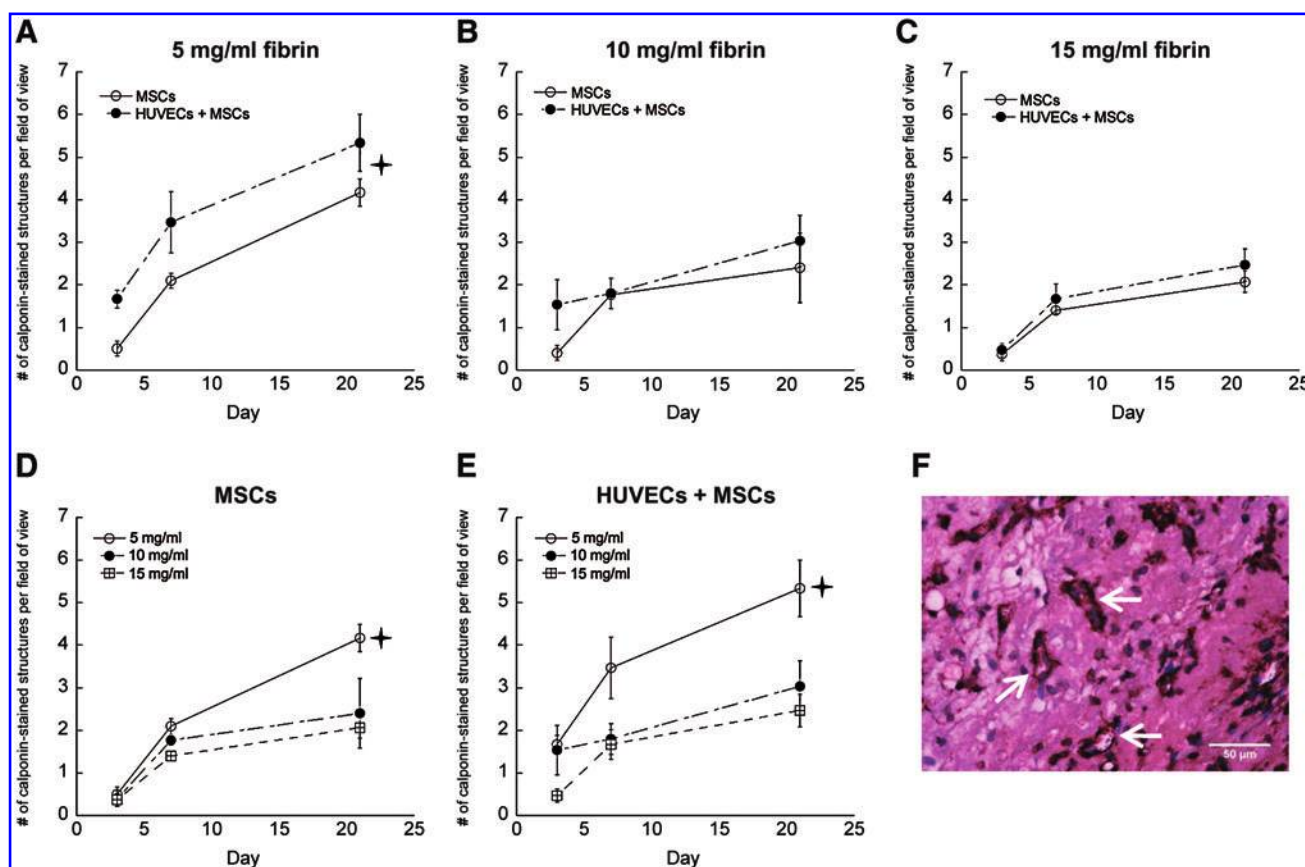 A
5 mg/ml fibrin
# of calponin-stained structures per field of view
7
6
5
4
3
2
1
0
MSCs
HUVECs + MSCs
0 5 10 15 20 25
Day
B
10 mg/ml fibrin
# of calponin-stained structures per field of view
7
6
5
4
3
2
1
0
MSCs
HUVECs + MSCs
0 5 10 15 20 25
Day
C
15 mg/ml fibrin
# of calponin-stained structures per field of view
7
6
5
4
3
2
1
0
MSCs
HUVECs + MSCs
0 5 10 15 20 25
Day
D
MSCs
# of calponin-stained structures per field of view
7
6
5
4
3
2
1
0
5 mg/ml
10 mg/ml
15 mg/ml
0 5 10 15 20 25
Day
E
HUVECs + MSCs
# of calponin-stained structures per field of view
7
6
5
4
3
2
1
0
5 mg/ml
10 mg/ml
15 mg/ml
0 5 10 15 20 25
Day
F
50 µm